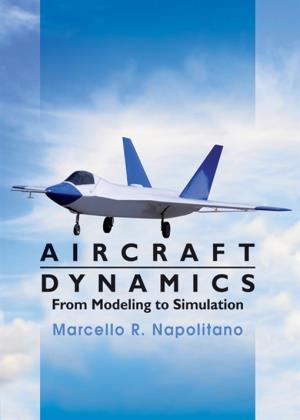 AIRCRAFT
DYNAMICS
From Modeling to Simulation
Marcello R. Napolitano